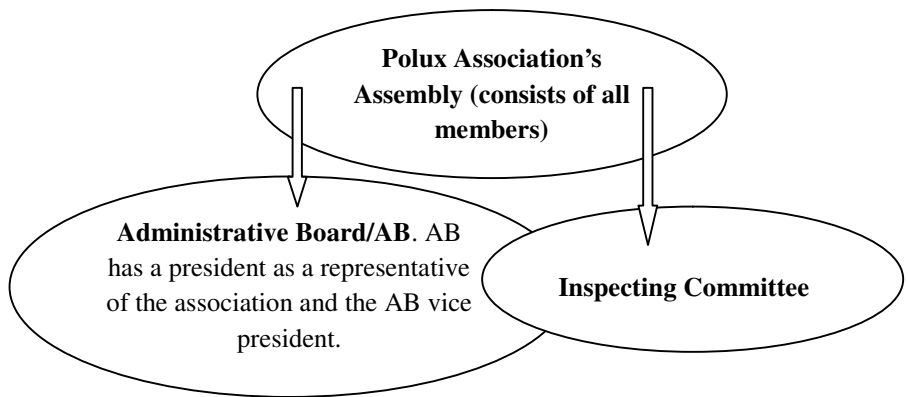 Polux Association’s
Assembly (consists of all
members)
Administrative Board/AB. AB
has a president as a representative
of the association and the AB vice
president.
Inspecting Committee